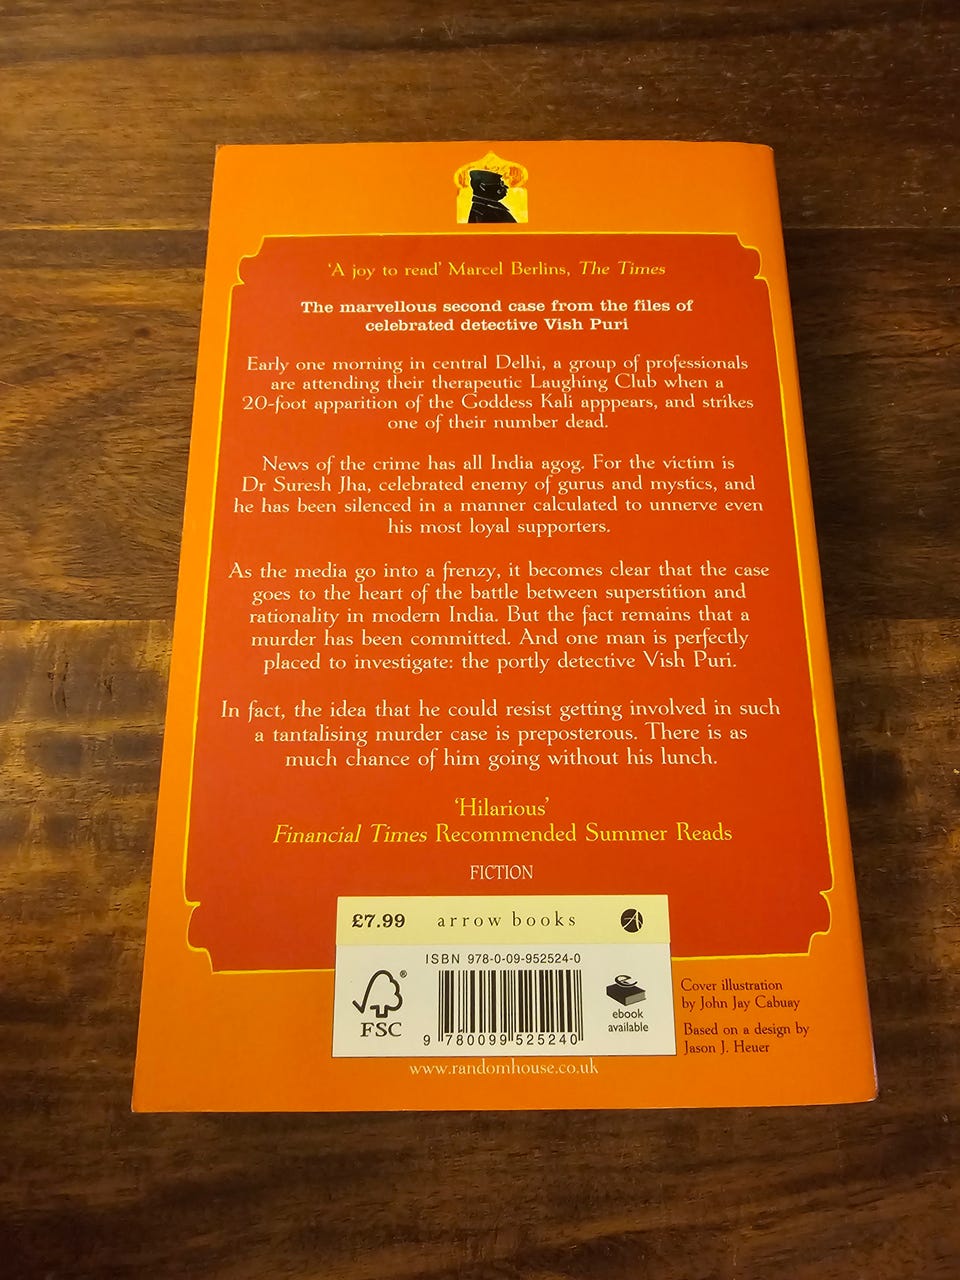 'A joy to read' Marcel Berlins, The Times
The marvellous second case from the files of
celebrated detective Vish Puri
Early one morning in central Delhi, a group of professionals
are attending their therapeutic Laughing Club when a
20-foot apparition of the Goddess Kali apppears, and strikes
one of their number dead.
News of the crime has all India agog. For the victim is
Dr Suresh Jha, celebrated enemy of gurus and mystics, and
he has been silenced in a manner calculated to unnerve even
his most loyal supporters.
As the media go into a frenzy, it becomes clear that the case
goes to the heart of the battle between superstition and
rationality in modern India. But the fact remains that a
murder has been committed. And one man is perfectly
placed to investigate: the portly detective Vish Puri.
In fact, the idea that he could resist getting involved in such
a tantalising murder case is preposterous. There is as
much chance of him going without his lunch.
'Hilarious'
Financial Times Recommended Summer Reads
FICTION
£7.99 arrow books A
ISBN 978-0-09-952524-0
® FSC
9 780099 525240
e
ebook
available
Cover illustration
by John Jay Cabuay
Based on a design by
Jason J. Heuer
www.randomhouse.co.uk